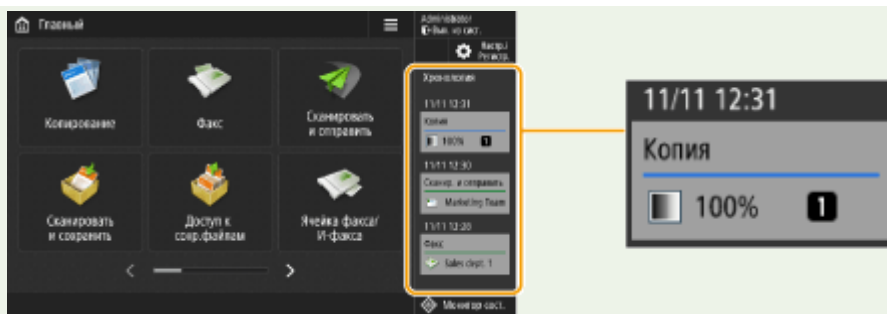 Главный
Administrator
Вых. из сист.
Настр./
Регистр.
Копирование
Факс
Сканировать
и отправить
Сканировать
и сохранить
Доступ к
сохр.файлам
Ячейка факса/
И-факса
Хронология
11/11 12:31
Копия
100% 1
11/11 12:30
Сканир. и отправить
Marketing Team
11/11 12:28
Факс
Sales dept. 1
Монитор сост.
11/11 12:31
Копия
100% 1